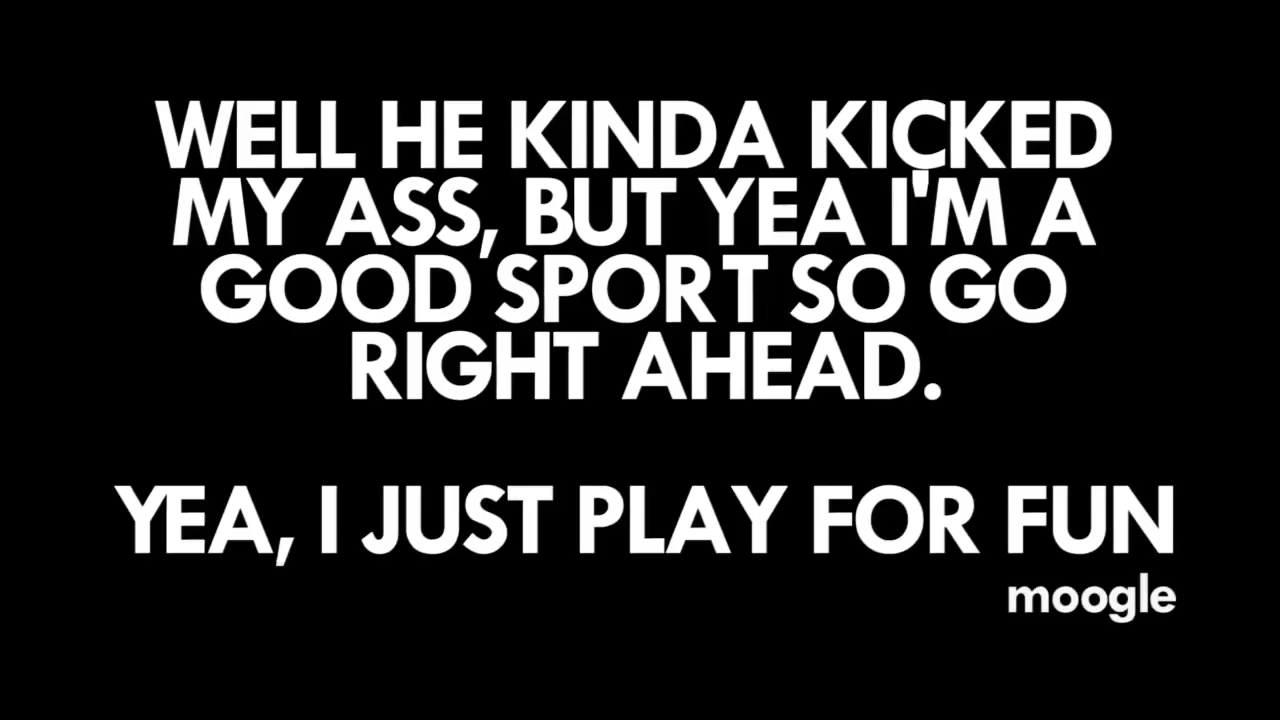 WELL HE KINDA KICKED
MY ASS, BUT YEA I'M A
GOOD SPORT SO GO
RIGHT AHEAD.
YEA, I JUST PLAY FOR FUN
moogle